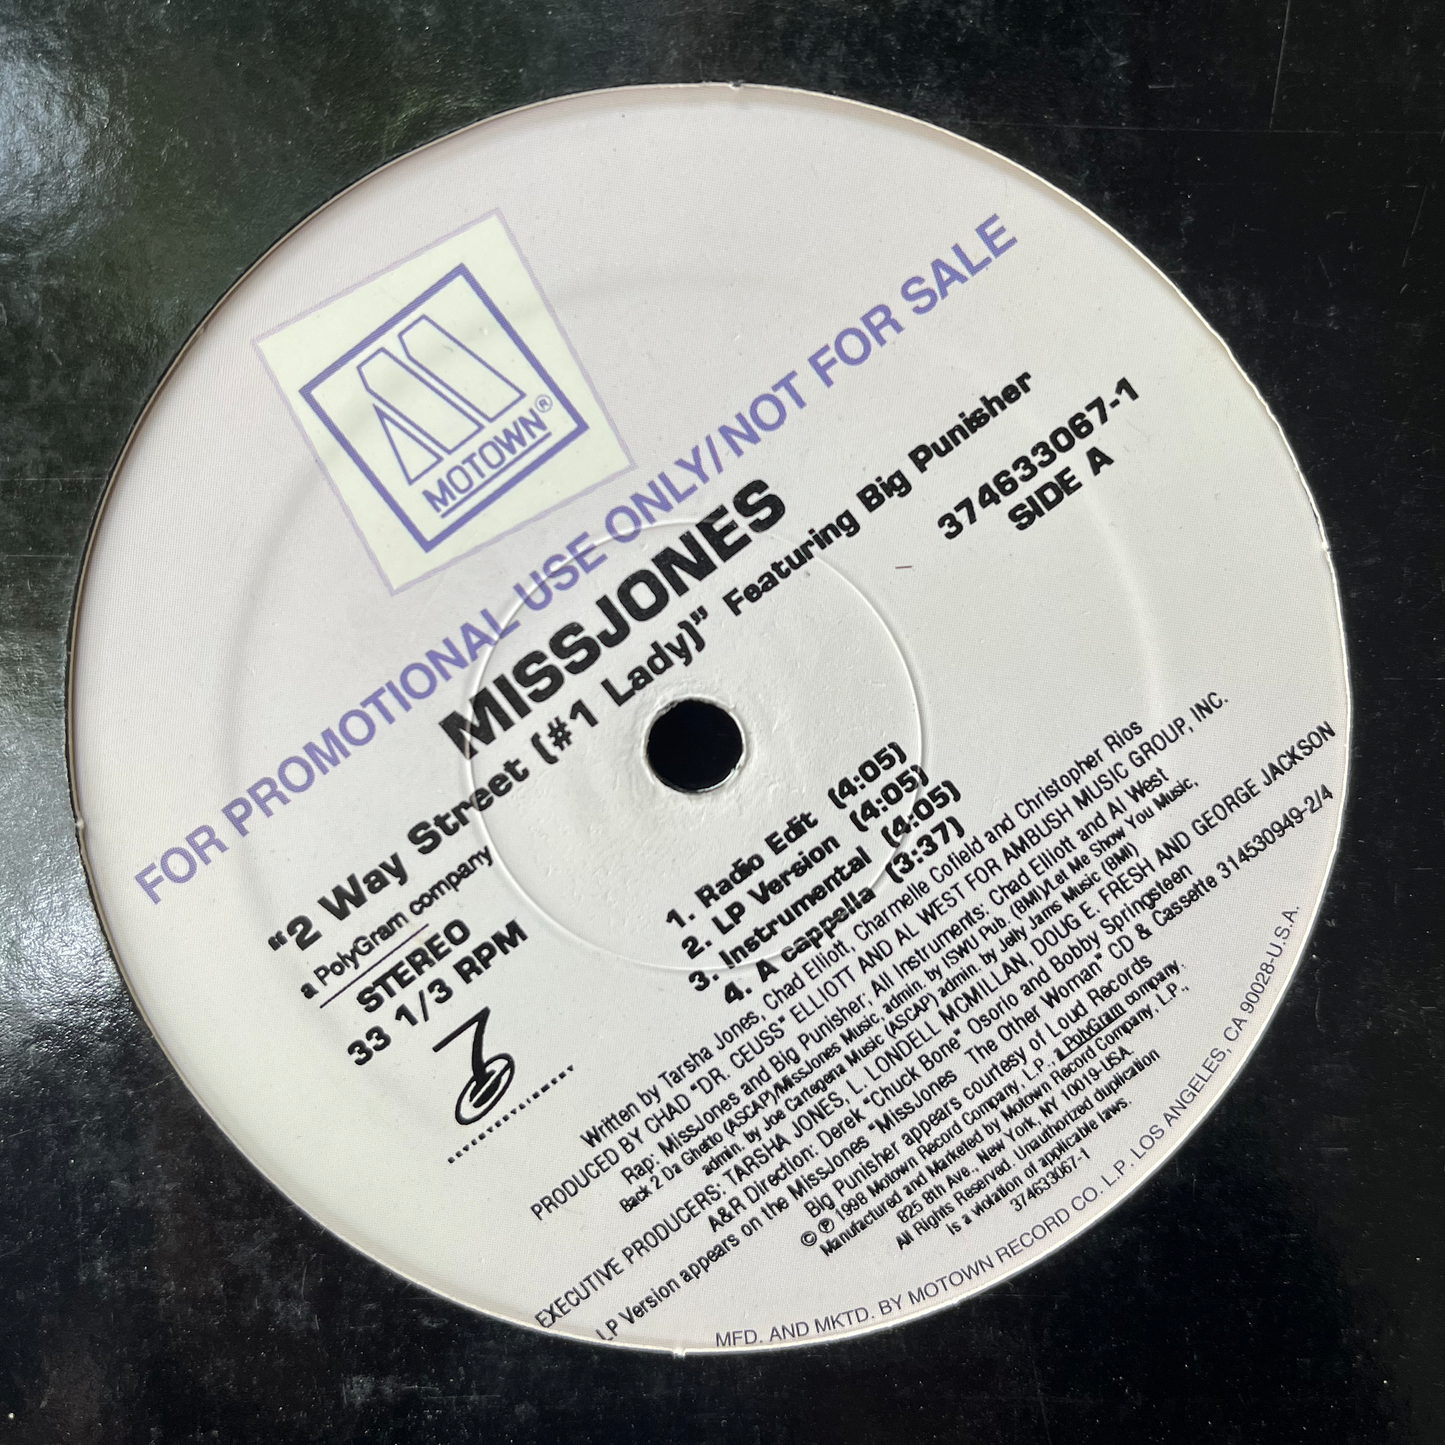 MOTOWN®
FOR PROMOTIONAL USE ONLY/NOT FOR SALE
MISSJONES
"2 Way Street (#1 Lady)" Featuring Big Punisher
a PolyGram company
STEREO
33 1/3 RPM
374633067-1
SIDE A
1. Radio Edit (4:05)
2. LP Version (4:05)
3. Instrumental (4:05)
4. A cappella (3:37)
Written by Tarsha Jones, Chad Elliott, Charmelle Cofield and Christopher Rios
PRODUCED BY CHAD "DR. CEUSS" ELLIOTT AND AL WEST FOR AMBUSH MUSIC GROUP, INC.
Rap: MissJones and Big Punisher; All Instruments: Chad Elliott and Al West
Back 2 Da Ghetto (ASCAP)/MissJones Music, admin. by ISWU Pub. (BMI)/Let Me Show You Music,
admin. by Joe Cartegena Music (ASCAP) admin. by Jelly Jams Music (BMI)
EXECUTIVE PRODUCERS: TARSHA JONES, L. LONDELL MCMILLAN, DOUG E. FRESH AND GEORGE JACKSON
A&R Direction: Derek "Chuck Bone" Osorio and Bobby Springsteen
LP Version appears on the MissJones "MissJones The Other Woman" CD & Cassette 314530949-2/4
Big Punisher appears courtesy of Loud Records
© ℗ 1998 Motown Record Company, L.P., a PolyGram company.
Manufactured and Marketed by Motown Record Company, L.P.,
825 8th Ave., New York, NY 10019-USA.
All Rights Reserved. Unauthorized duplication
is a violation of applicable laws.
374633067-1
MFD. AND MKTD. BY MOTOWN RECORD CO. L.P. LOS ANGELES, CA 90028-U.S.A.